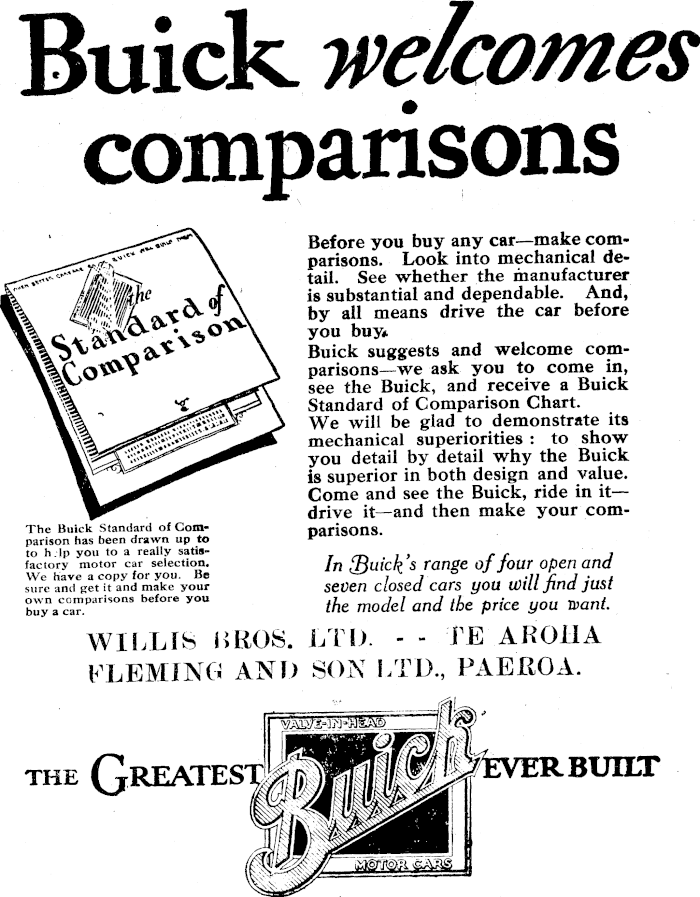 Buick welcomes
comparisons
EVEN BETTER CARS ARE BUICK WILL BUILD THEM
the
Standard of
Comparison
Before you buy any car—make com-
parisons. Look into mechanical de-
tail. See whether the manufacturer
is substantial and dependable. And,
by all means drive the car before
you buy.
Buick suggests and welcome com-
parisons—we ask you to come in,
see the Buick, and receive a Buick
Standard of Comparison Chart.
We will be glad to demonstrate its
mechanical superiorities : to show
you detail by detail why the Buick
is superior in both design and value.
Come and see the Buick, ride in it—
drive it—and then make your com-
parisons.
The Buick Standard of Com-
parison has been drawn up to
to help you to a really satis-
factory motor car selection.
We have a copy for you. Be
sure and get it and make your
own comparisons before you
buy a car.
In Buick's range of four open and
seven closed cars you will find just
the model and the price you want.
WILLIS BROS. LTD. - - TE AROHA
FLEMING AND SON LTD., PAEROA.
VALVE-IN-HEAD
THE GREATEST Buick EVER BUILT
MOTOR CARS